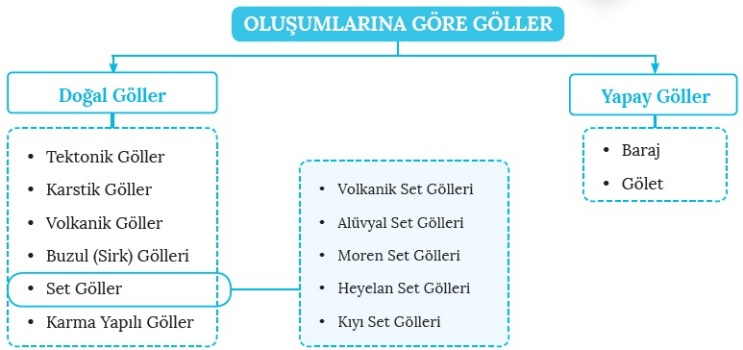 OLUŞUMLARINA GÖRE GÖLLER
Doğal Göller
• Tektonik Göller
• Karstik Göller
• Volkanik Göller
• Buzul (Sirk) Gölleri
• Set Göller
• Karma Yapılı Göller
• Volkanik Set Gölleri
• Alüvyal Set Gölleri
• Moren Set Gölleri
• Heyelan Set Gölleri
• Kıyı Set Gölleri
Yapay Göller
• Baraj
• Gölet